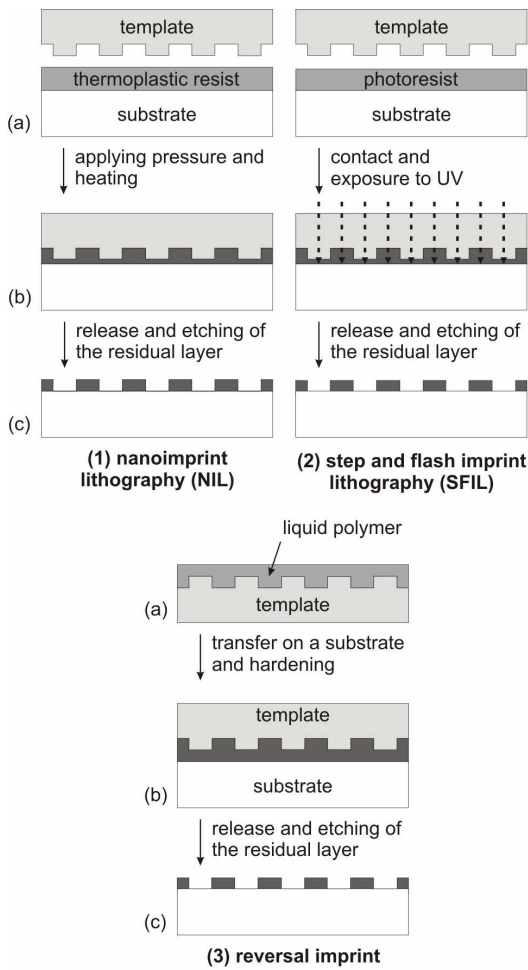 template
thermoplastic resist
substrate
(a)
applying pressure and
heating
(b)
release and etching of
the residual layer
(c)
(1) nanoimprint
lithography (NIL)
template
photoresist
substrate
contact and
exposure to UV
release and etching of
the residual layer
(2) step and flash imprint
lithography (SFIL)
liquid polymer
template
(a)
transfer on a substrate
and hardening
template
substrate
(b)
release and etching of
the residual layer
(c)
(3) reversal imprint